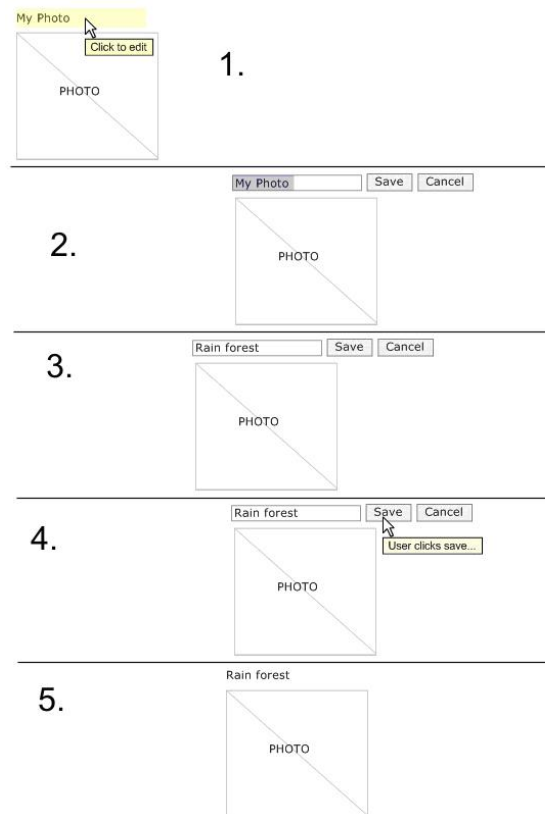 My Photo
Click to edit
PHOTO
1.
My Photo Save Cancel
2.
PHOTO
Rain forest Save Cancel
3.
PHOTO
Rain forest Save Cancel
4.
User clicks save...
PHOTO
Rain forest
5.
PHOTO